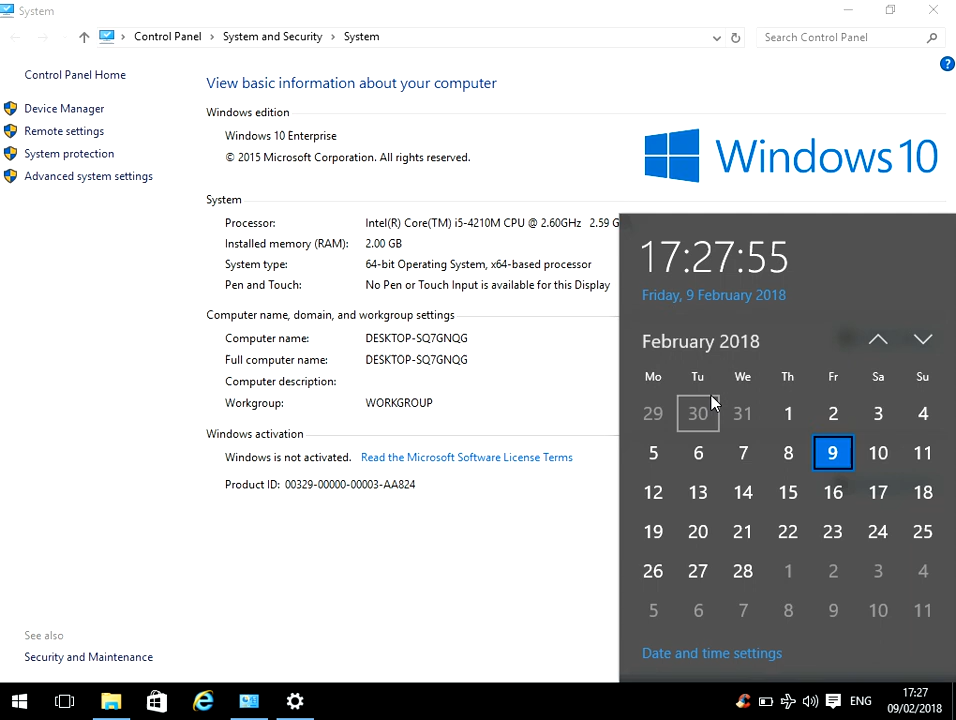 System
Control Panel › System and Security › System
Search Control Panel
Control Panel Home
Device Manager
Remote settings
System protection
Advanced system settings
View basic information about your computer
Windows edition
Windows 10 Enterprise
© 2015 Microsoft Corporation. All rights reserved.
Windows 10
System
Processor: Intel(R) Core(TM) i5-4210M CPU @ 2.60GHz 2.59 G
Installed memory (RAM): 2.00 GB
System type: 64-bit Operating System, x64-based processor
Pen and Touch: No Pen or Touch Input is available for this Display
Computer name, domain, and workgroup settings
Computer name: DESKTOP-SQ7GNQG
Full computer name: DESKTOP-SQ7GNQG
Computer description:
Workgroup: WORKGROUP
Windows activation
Windows is not activated. Read the Microsoft Software License Terms
Product ID: 00329-00000-00003-AA824
See also
Security and Maintenance
17:27:55
Friday, 9 February 2018
February 2018
Mo Tu We Th Fr Sa Su
29 30 31 1 2 3 4
5 6 7 8 9 10 11
12 13 14 15 16 17 18
19 20 21 22 23 24 25
26 27 28 1 2 3 4
5 6 7 8 9 10 11
Date and time settings
ENG
17:27
09/02/2018